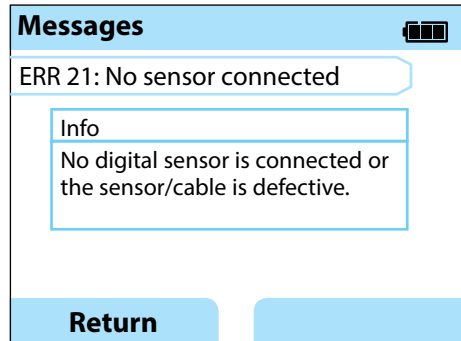 Messages
ERR 21: No sensor connected
Info
No digital sensor is connected or
the sensor/cable is defective.
Return